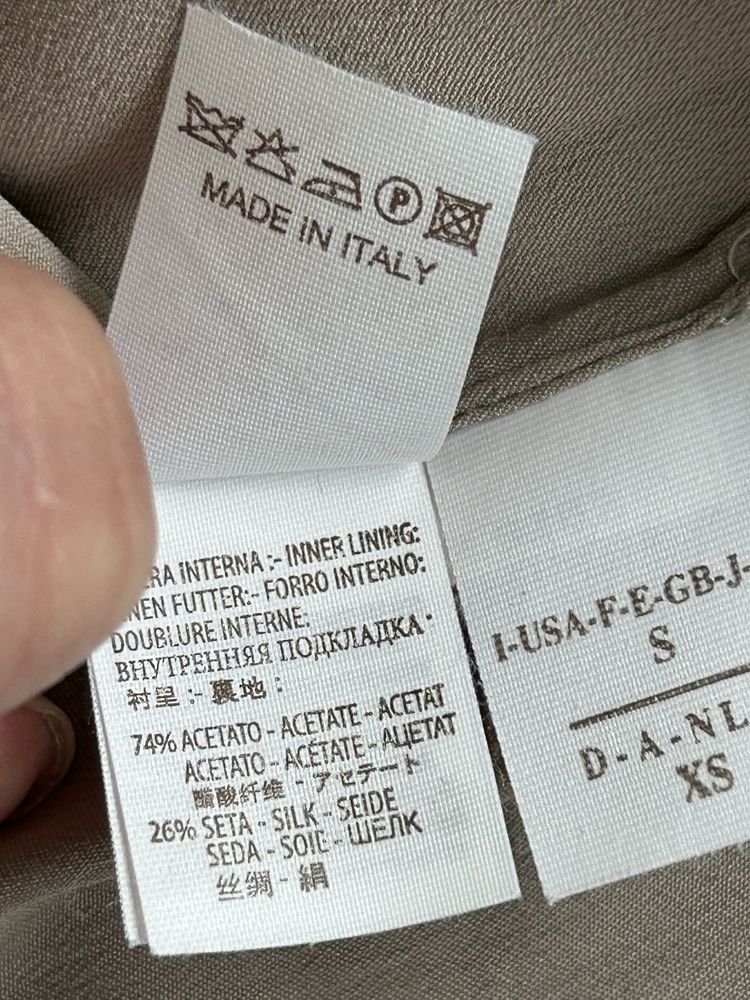 P
MADE IN ITALY
INTERNA :- INNER LINING:
FUTTER:- FORRO INTERNO:
DOUBLURE INTERNE:
ВНУТРЕННЯЯ ПОДКЛАДКА·
衬里 :- 裏地 :
74% ACETATO - ACETATE - ACETAT
ACETATO - ACÉTATE - АЦЕТАТ
醋酸纤维 - アセテート
26% SETA - SILK - SEIDE
SEDA - SOIE - ШЕЛК
丝绸 - 絹
I-USA-F-E-GB-J-
S
D - A - NL
XS